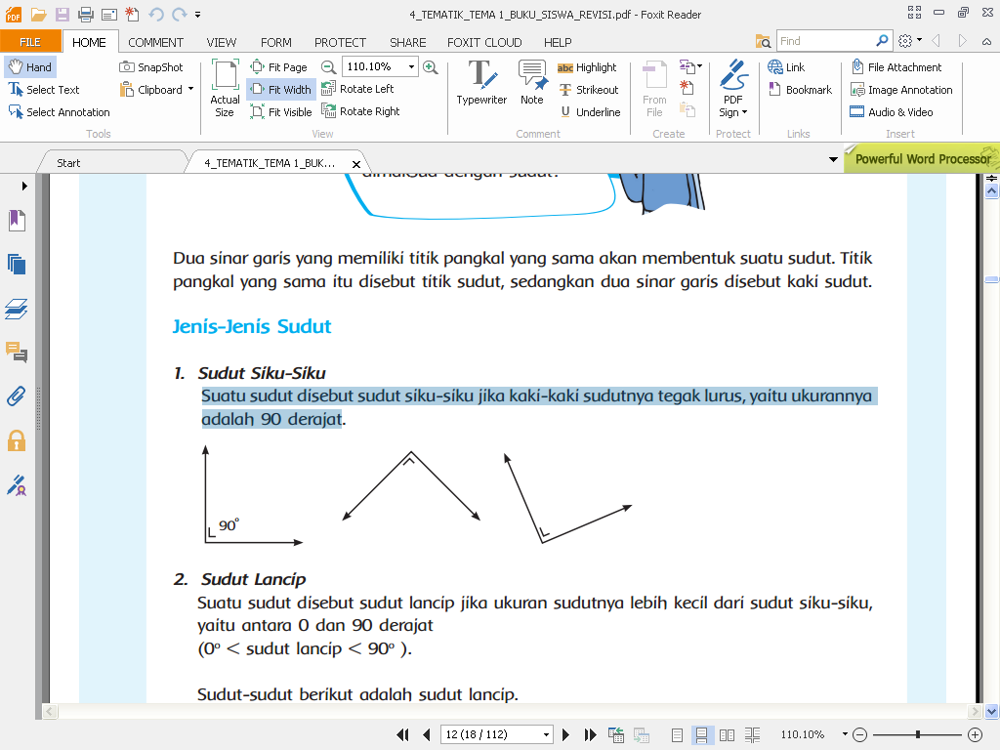 4_TEMATIK_TEMA 1_BUKU_SISWA_REVISI.pdf - Foxit Reader
FILE HOME COMMENT VIEW FORM PROTECT SHARE FOXIT CLOUD HELP Find
Hand
Select Text
Select Annotation
SnapShot
Clipboard
Tools
Actual Size
Fit Page
Fit Width
Fit Visible
110.10%
Rotate Left
Rotate Right
View
Typewriter
Note
abc Highlight
T Strikeout
U Underline
Comment
From File
Create
PDF Sign
Protect
Link
Bookmark
Links
File Attachment
Image Annotation
Audio & Video
Insert
Start
4_TEMATIK_TEMA 1_BUK...
Powerful Word Processor
dimaksud dengan sudut?
Dua sinar garis yang memiliki titik pangkal yang sama akan membentuk suatu sudut. Titik
pangkal yang sama itu disebut titik sudut, sedangkan dua sinar garis disebut kaki sudut.
Jenis-Jenis Sudut
1. Sudut Siku-Siku
Suatu sudut disebut sudut siku-siku jika kaki-kaki sudutnya tegak lurus, yaitu ukurannya
adalah 90 derajat.
90°
2. Sudut Lancip
Suatu sudut disebut sudut lancip jika ukuran sudutnya lebih kecil dari sudut siku-siku,
yaitu antara 0 dan 90 derajat
(0° < sudut lancip < 90° ).
Sudut-sudut berikut adalah sudut lancip.
12 (18 / 112)
110.10%